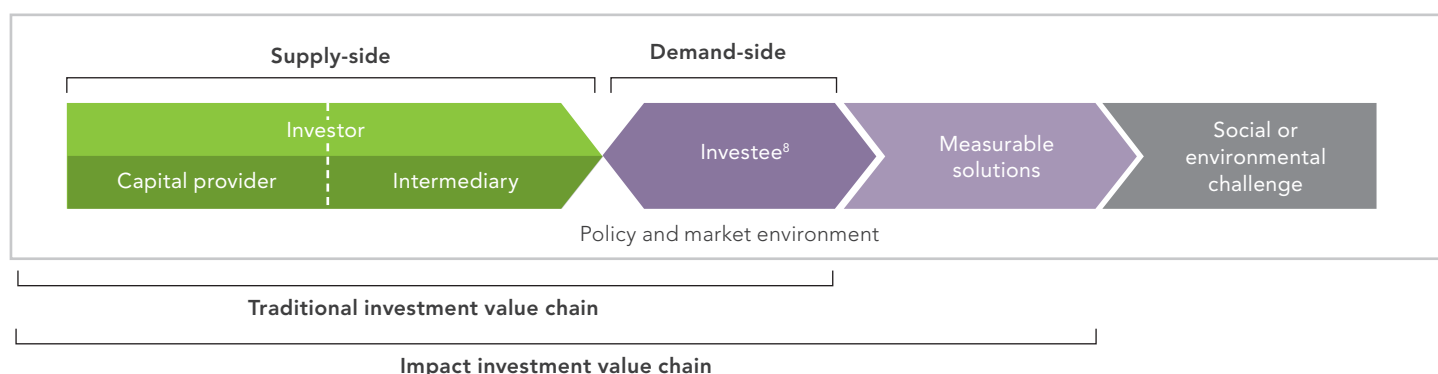 Supply-side
Demand-side
Investor
Capital provider
Intermediary
Investee8
Measurable
solutions
Social or
environmental
challenge
Policy and market environment
Traditional investment value chain
Impact investment value chain